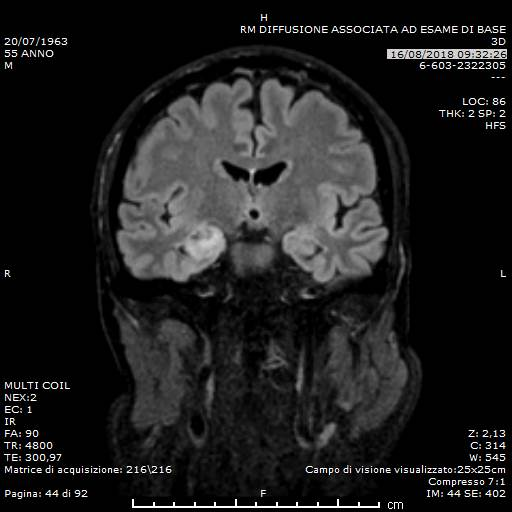 H
RM DIFFUSIONE ASSOCIATA AD ESAME DI BASE
20/07/1963
3D
55 ANNO
16/08/2018 09:32:26
M
6-603-2322305
---
LOC: 86
THK: 2 SP: 2
HFS
R
L
MULTI COIL
NEX:2
EC: 1
IR
FA: 90
TR: 4800
TE: 300,97
Z: 2,13
C: 314
W: 545
Matrice di acquisizione: 216\216
Campo di visione visualizzato:25x25cm
Compresso 7:1
Pagina: 44 di 92
F
IM: 44 SE: 402
cm